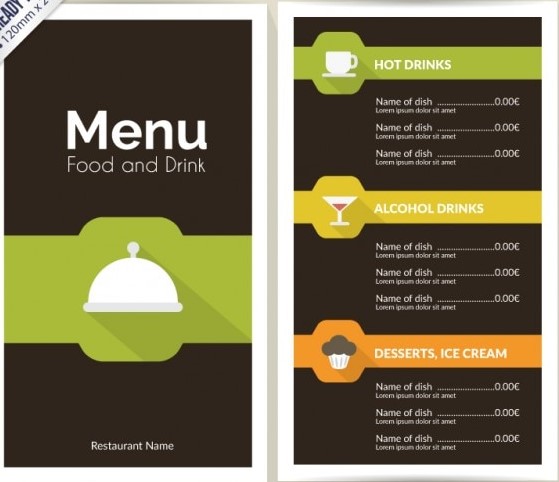 READY
120mm x 2
Menu
Food and Drink
Restaurant Name
HOT DRINKS
Name of dish ........................0.00€
Lorem ipsum dolor sit amet
Name of dish ........................0.00€
Lorem ipsum dolor sit amet
Name of dish ........................0.00€
Lorem ipsum dolor sit amet
ALCOHOL DRINKS
Name of dish ........................0.00€
Lorem ipsum dolor sit amet
Name of dish ........................0.00€
Lorem ipsum dolor sit amet
Name of dish ........................0.00€
Lorem ipsum dolor sit amet
DESSERTS, ICE CREAM
Name of dish ........................0.00€
Lorem ipsum dolor sit amet
Name of dish ........................0.00€
Lorem ipsum dolor sit amet
Name of dish ........................0.00€
Lorem ipsum dolor sit amet